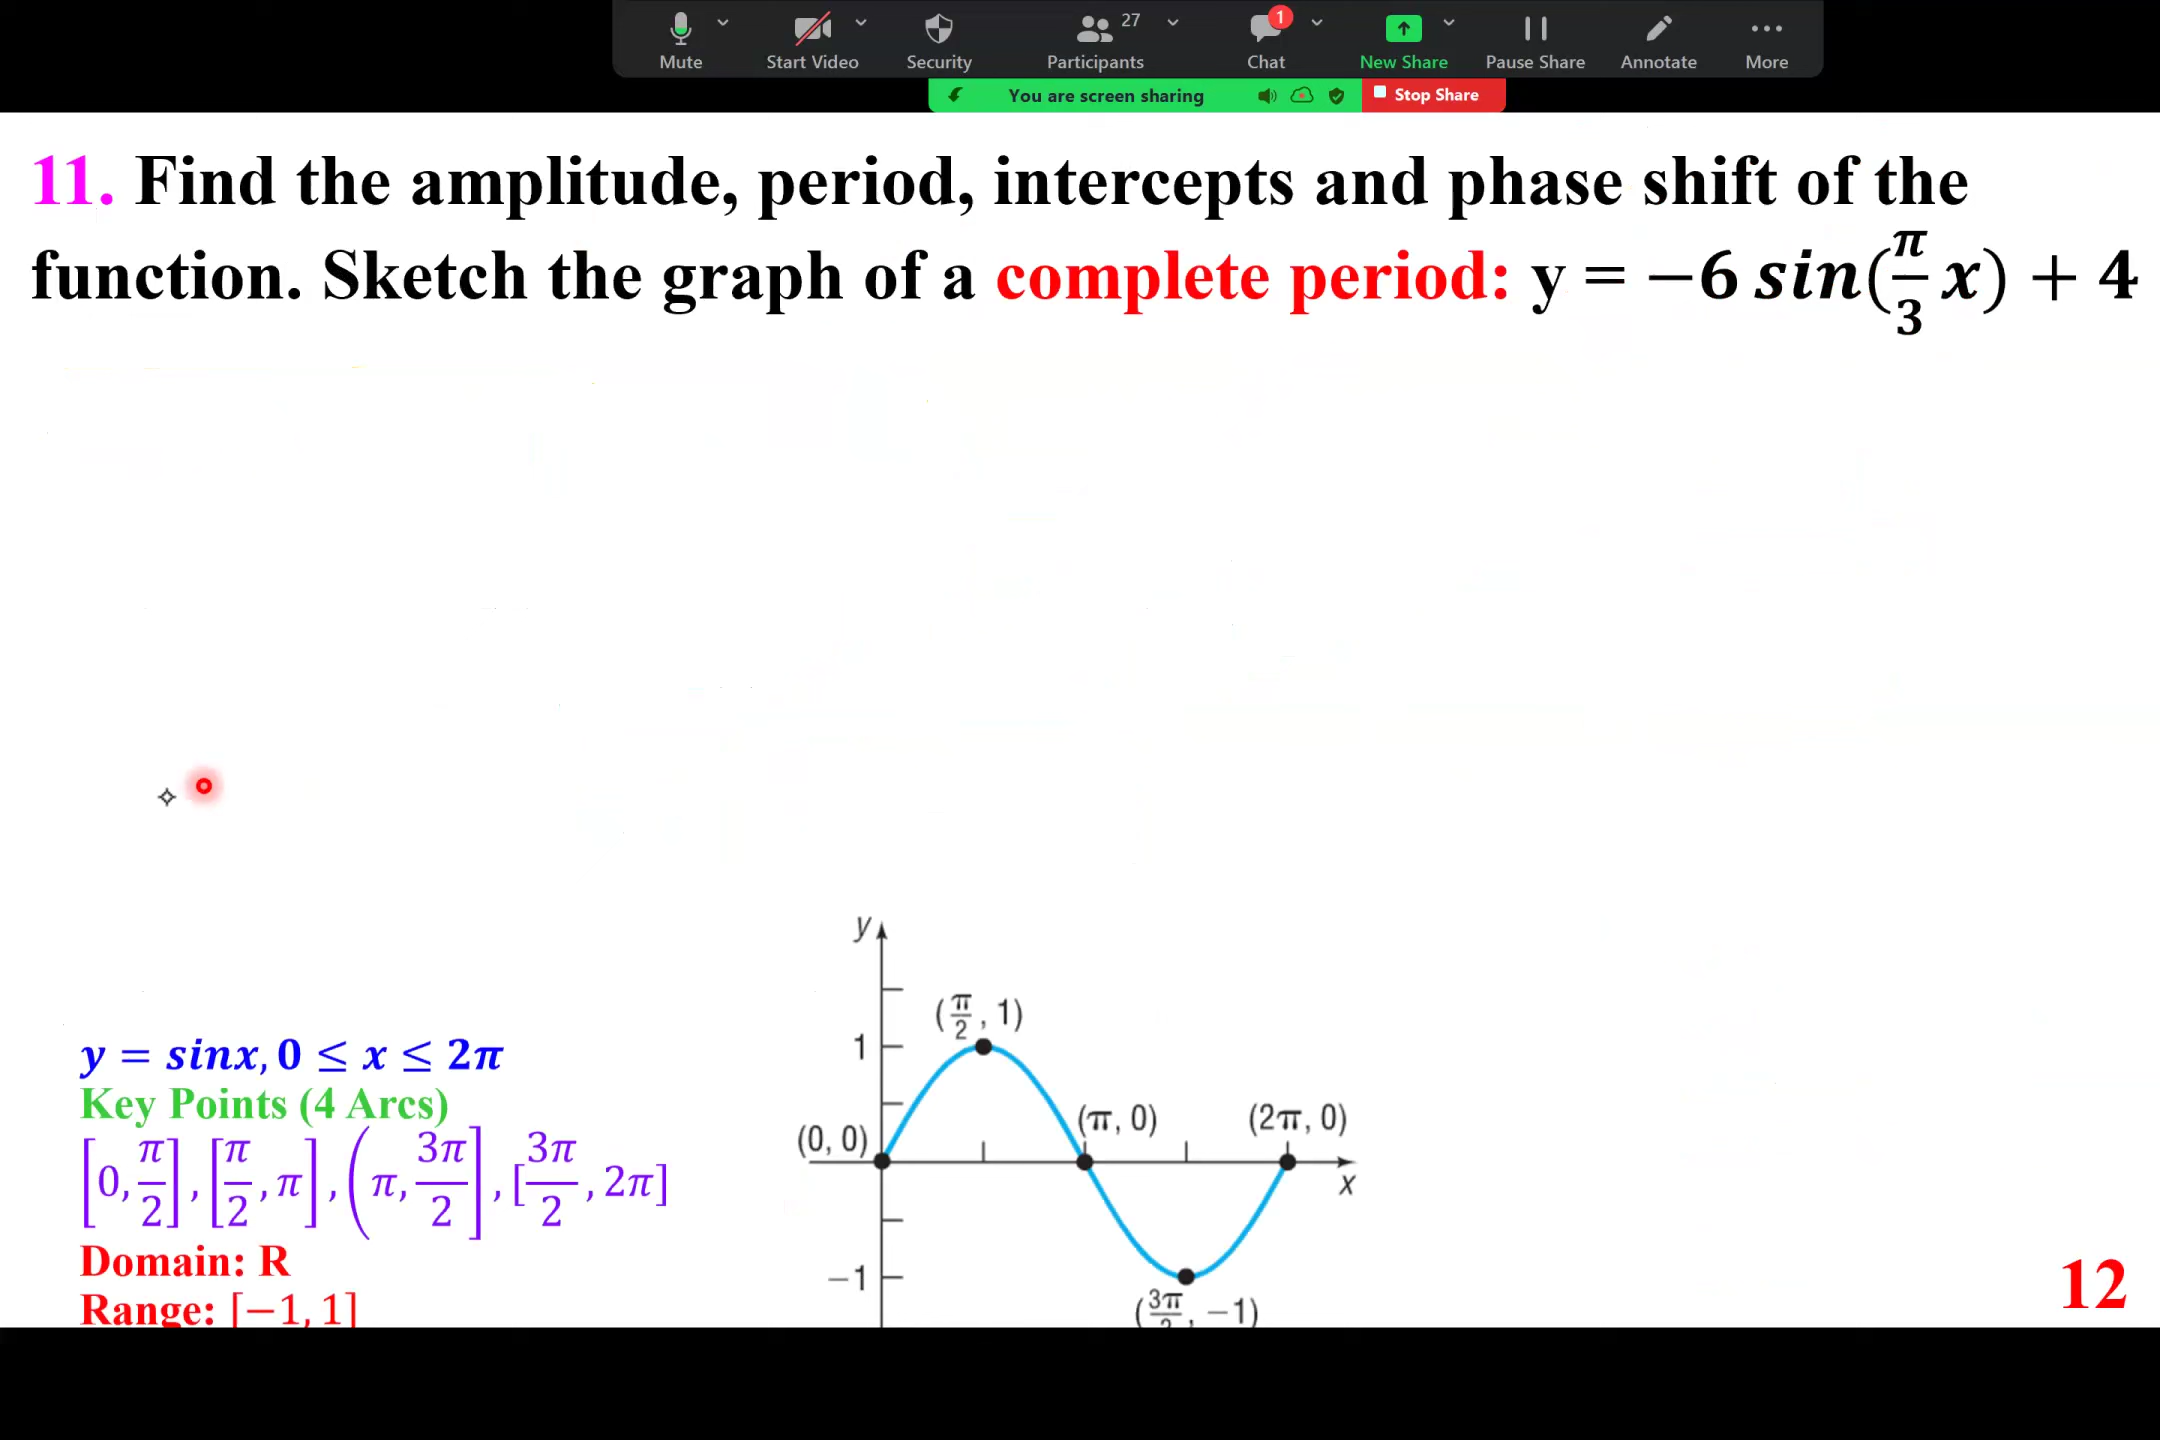 Mute Start Video Security Participants 27 Chat 1 New Share Pause Share Annotate More
You are screen sharing Stop Share
11. Find the amplitude, period, intercepts and phase shift of the
function. Sketch the graph of a complete period: y = −6 sin(π/3 x) + 4
y
(π/2, 1)
1
y = sinx, 0 ≤ x ≤ 2π
Key Points (4 Arcs)
(0, 0) (π, 0) (2π, 0)
[0, π/2], [π/2, π], (π, 3π/2], [3π/2, 2π]
x
Domain: R
−1
Range: [−1, 1]
(3π/2, −1)
12